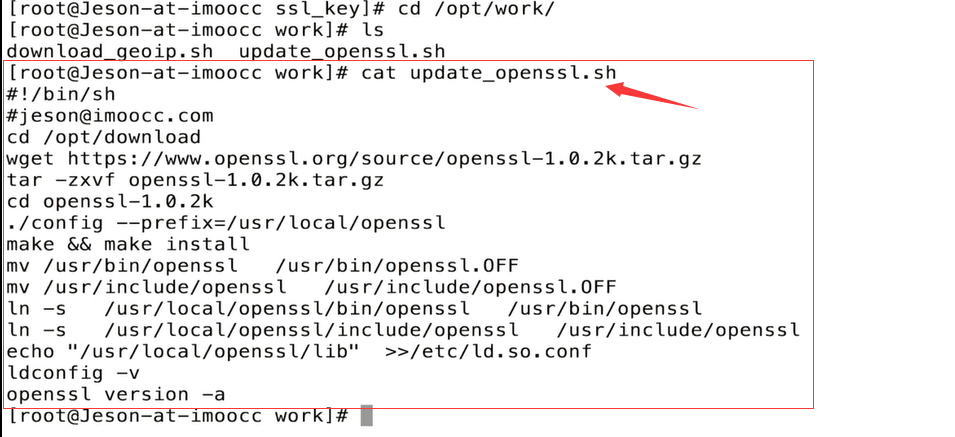 [root@Jeson-at-imoocc ssl_key]# cd /opt/work/
[root@Jeson-at-imoocc work]# ls
download_geoip.sh  update_openssl.sh
[root@Jeson-at-imoocc work]# cat update_openssl.sh
#!/bin/sh
#jeson@imoocc.com
cd /opt/download
wget https://www.openssl.org/source/openssl-1.0.2k.tar.gz
tar -zxvf openssl-1.0.2k.tar.gz
cd openssl-1.0.2k
./config --prefix=/usr/local/openssl
make && make install
mv /usr/bin/openssl   /usr/bin/openssl.OFF
mv /usr/include/openssl   /usr/include/openssl.OFF
ln -s   /usr/local/openssl/bin/openssl   /usr/bin/openssl
ln -s   /usr/local/openssl/include/openssl   /usr/include/openssl
echo "/usr/local/openssl/lib"  >>/etc/ld.so.conf
ldconfig -v
openssl version -a
[root@Jeson-at-imoocc work]#